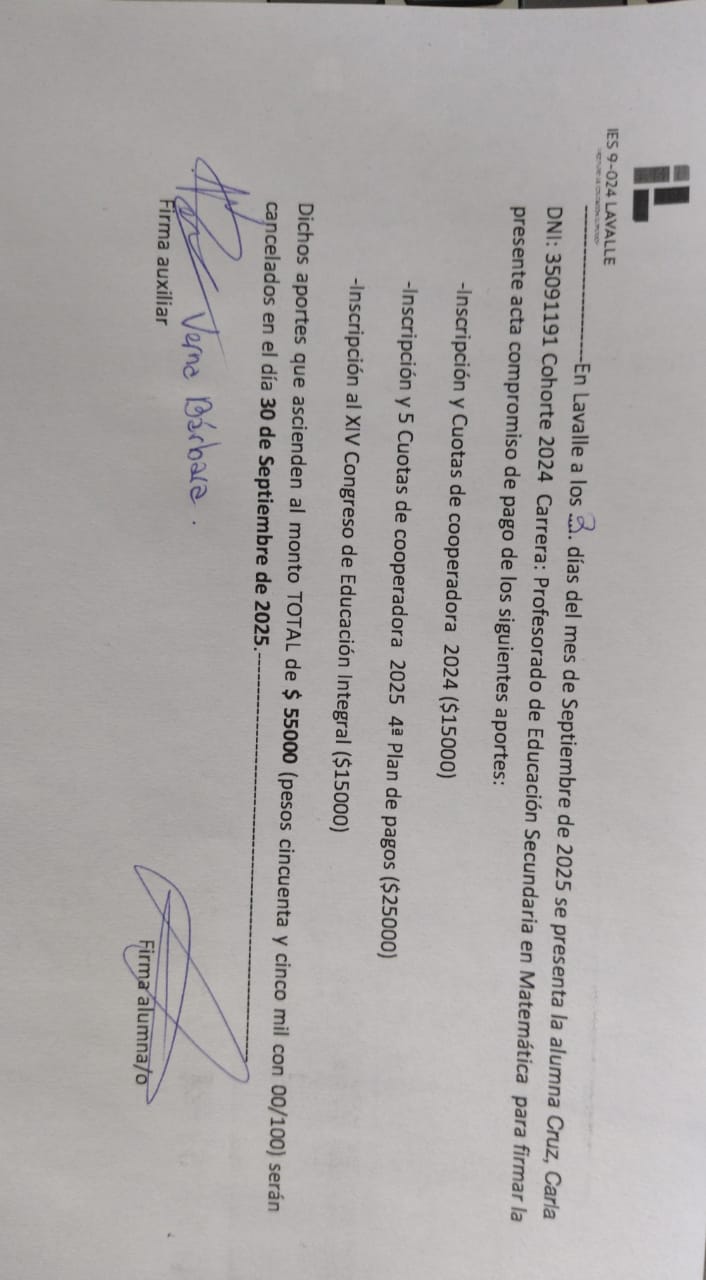 IES 9-024 LAVALLE
--------------------------En Lavalle a los ..2.. días del mes de Septiembre de 2025 se presenta la alumna Cruz, Carla
DNI: 35091191 Cohorte 2024 Carrera: Profesorado de Educación Secundaria en Matemática para firmar la
presente acta compromiso de pago de los siguientes aportes:
-Inscripción y Cuotas de cooperadora 2024 ($15000)
-Inscripción y 5 Cuotas de cooperadora 2025 4ª Plan de pagos ($25000)
-Inscripción al XIV Congreso de Educación Integral ($15000)
Dichos aportes que ascienden al monto TOTAL de $ 55000 (pesos cincuenta y cinco mil con 00/100) serán
cancelados en el día 30 de Septiembre de 2025.------------------------------------------------------------
Verna Bárbara.
Firma auxiliar
Firma alumna/o